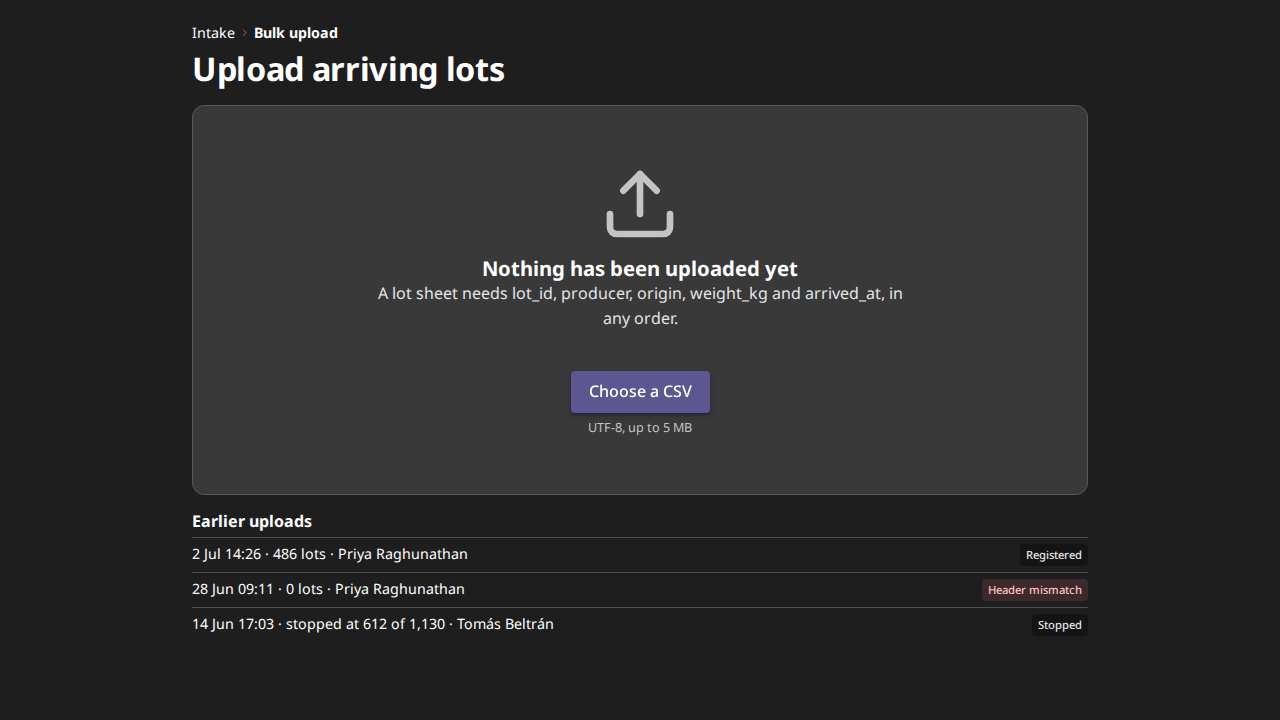 Intake > Bulk upload
Upload arriving lots
Nothing has been uploaded yet
A lot sheet needs lot_id, producer, origin, weight_kg and arrived_at, in
any order.
Choose a CSV
UTF-8, up to 5 MB
Earlier uploads
2 Jul 14:26 · 486 lots · Priya Raghunathan Registered
28 Jun 09:11 · 0 lots · Priya Raghunathan Header mismatch
14 Jun 17:03 · stopped at 612 of 1,130 · Tomás Beltrán Stopped